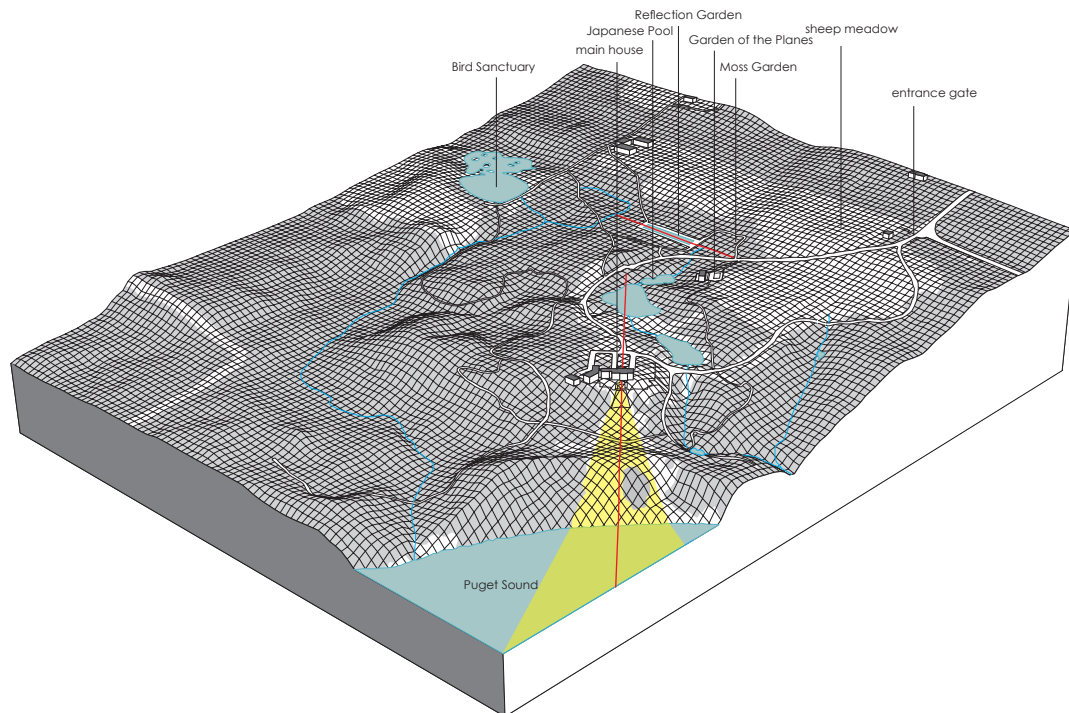 Reflection Garden
Japanese Pool
sheep meadow
Garden of the Planes
main house
Bird Sanctuary
Moss Garden
entrance gate
Puget Sound